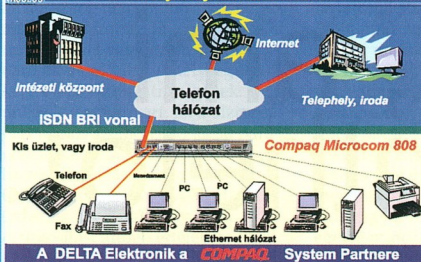 Internet
Intézeti központ
Telefon
hálózat
Telephely, iroda
ISDN BRI vonal
Kis üzlet, vagy iroda
Compaq Microcom 808
Telefon
Menedzsment
PC
PC
Fax
Ethernet hálózat
A DELTA Elektronik a COMPAQ System Partnere